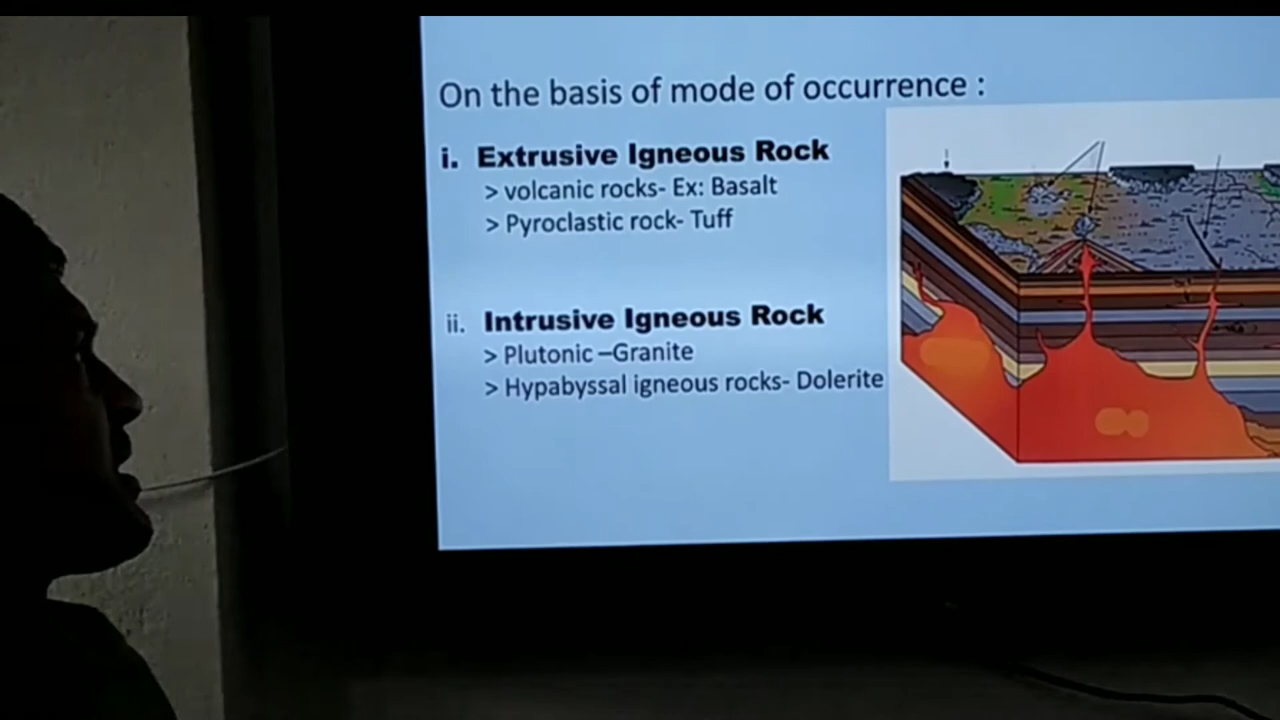 On the basis of mode of occurrence :
i. Extrusive Igneous Rock
> volcanic rocks- Ex: Basalt
> Pyroclastic rock- Tuff
ii. Intrusive Igneous Rock
> Plutonic –Granite
> Hypabyssal igneous rocks- Dolerite